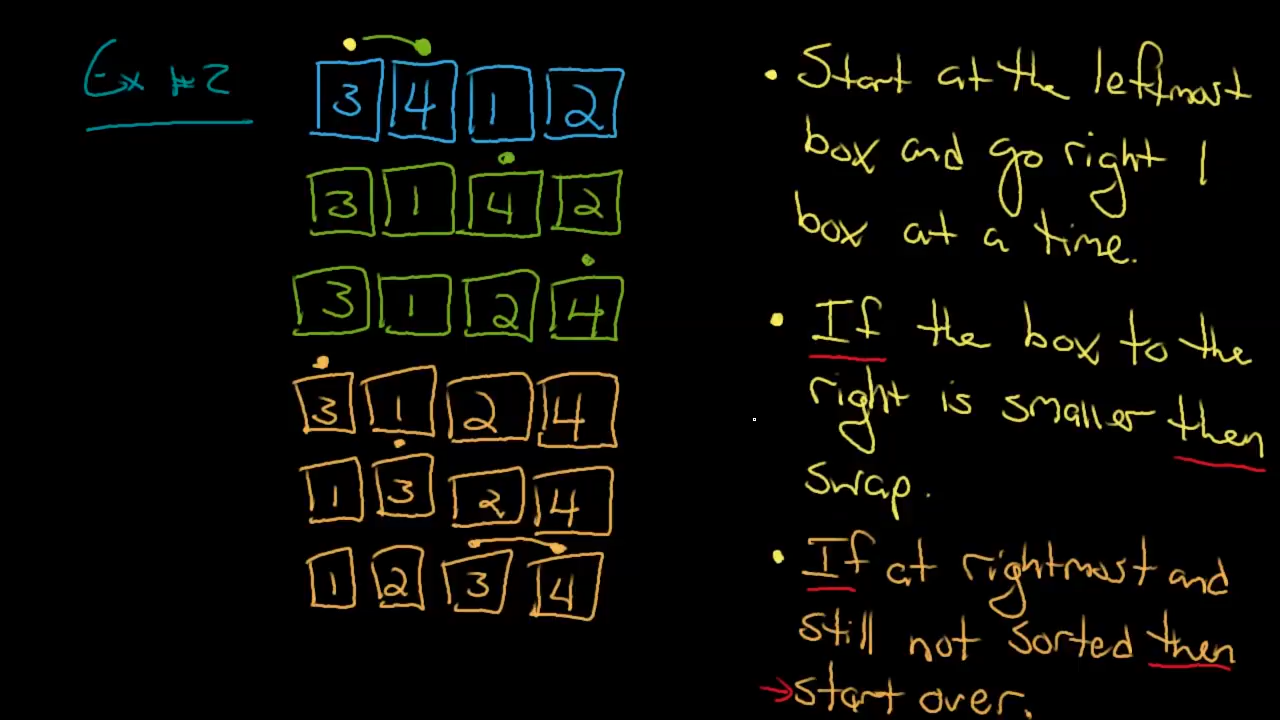 Ex #2
3 4 1 2
3 1 4 2
3 1 2 4
3 1 2 4
1 3 2 4
1 2 3 4
• Start at the leftmost
box and go right 1
box at a time.
• If the box to the
right is smaller then
swap.
• If at rightmost and
still not sorted then
→ start over.